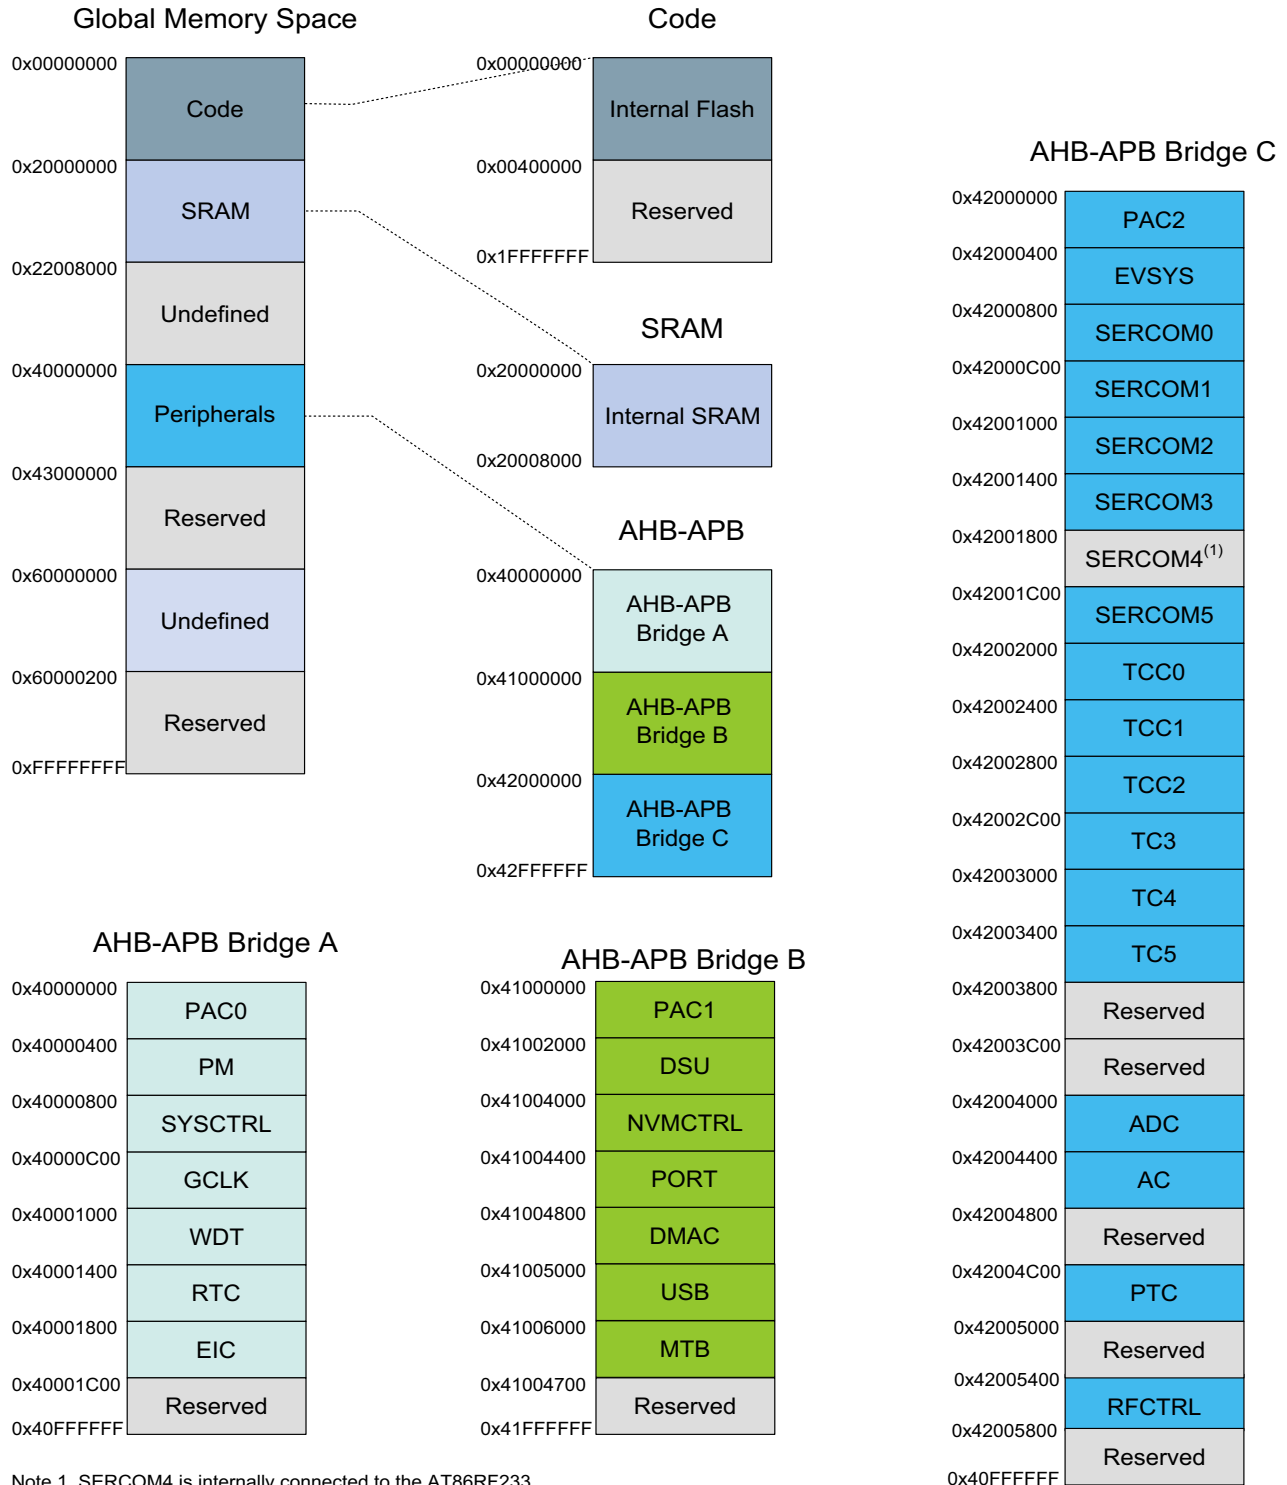 Global Memory Space
0x00000000
Code
0x20000000
SRAM
0x22008000
Undefined
0x40000000
Peripherals
0x43000000
Reserved
0x60000000
Undefined
0x60000200
Reserved
0xFFFFFFFF
Code
0x00000000
Internal Flash
0x00400000
Reserved
0x1FFFFFFF
SRAM
0x20000000
Internal SRAM
0x20008000
AHB-APB
0x40000000
AHB-APB
Bridge A
0x41000000
AHB-APB
Bridge B
0x42000000
AHB-APB
Bridge C
0x42FFFFFF
AHB-APB Bridge A
0x40000000
PAC0
0x40000400
PM
0x40000800
SYSCTRL
0x40000C00
GCLK
0x40001000
WDT
0x40001400
RTC
0x40001800
EIC
0x40001C00
Reserved
0x40FFFFFF
AHB-APB Bridge B
0x41000000
PAC1
0x41002000
DSU
0x41004000
NVMCTRL
0x41004400
PORT
0x41004800
DMAC
0x41005000
USB
0x41006000
MTB
0x41004700
Reserved
0x41FFFFFF
AHB-APB Bridge C
0x42000000
PAC2
0x42000400
EVSYS
0x42000800
SERCOM0
0x42000C00
SERCOM1
0x42001000
SERCOM2
0x42001400
SERCOM3
0x42001800
SERCOM4(1)
0x42001C00
SERCOM5
0x42002000
TCC0
0x42002400
TCC1
0x42002800
TCC2
0x42002C00
TC3
0x42003000
TC4
0x42003400
TC5
0x42003800
Reserved
0x42003C00
Reserved
0x42004000
ADC
0x42004400
AC
0x42004800
Reserved
0x42004C00
PTC
0x42005000
Reserved
0x42005400
RFCTRL
0x42005800
Reserved
0x40FFFFFF
Note 1. SERCOM4 is internally connected to the AT86RF233